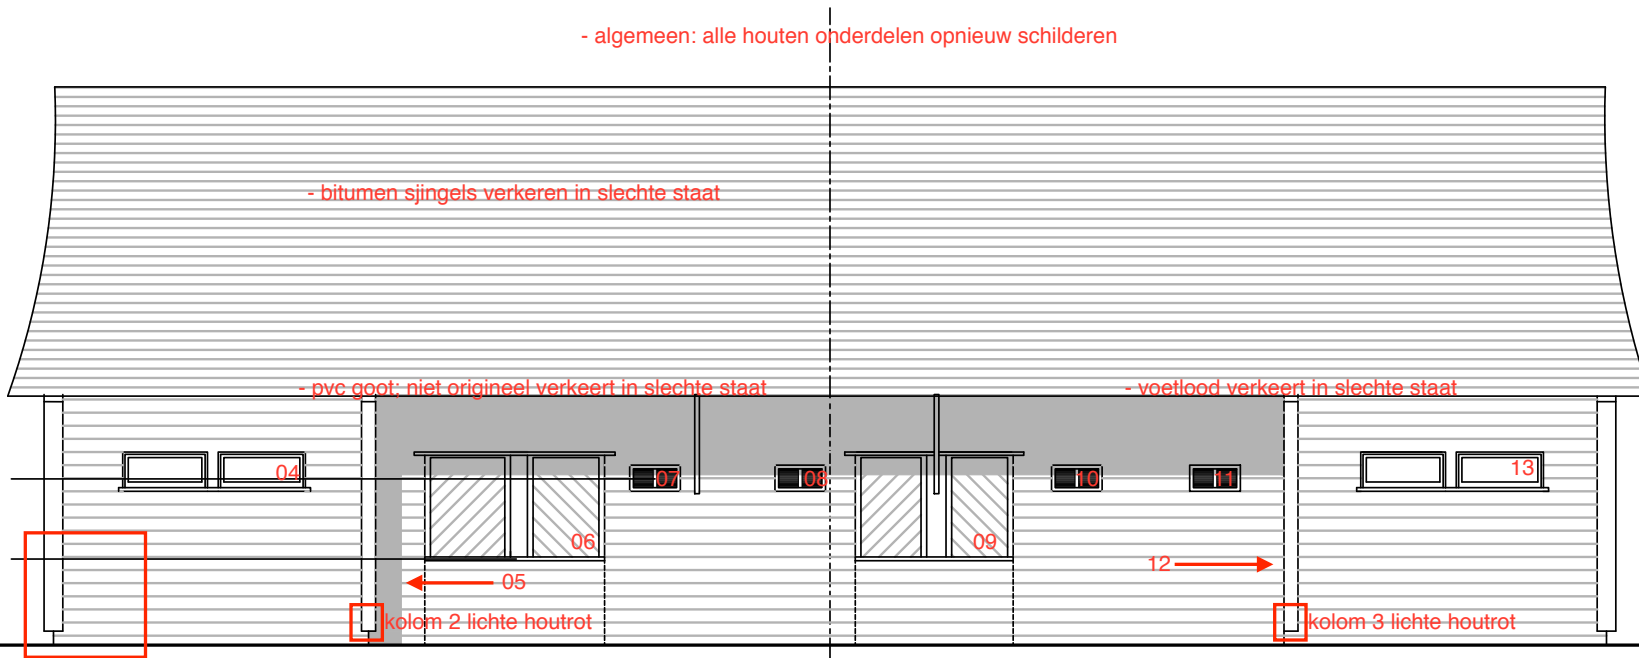 - algemeen: alle houten onderdelen opnieuw schilderen
- bitumen sjingels verkeren in slechte staat
- pvc goot; niet origineel verkeert in slechte staat
- voetlood verkeert in slechte staat
04
07
08
10
11
13
06
09
05
12
kolom 2 lichte houtrot
kolom 3 lichte houtrot